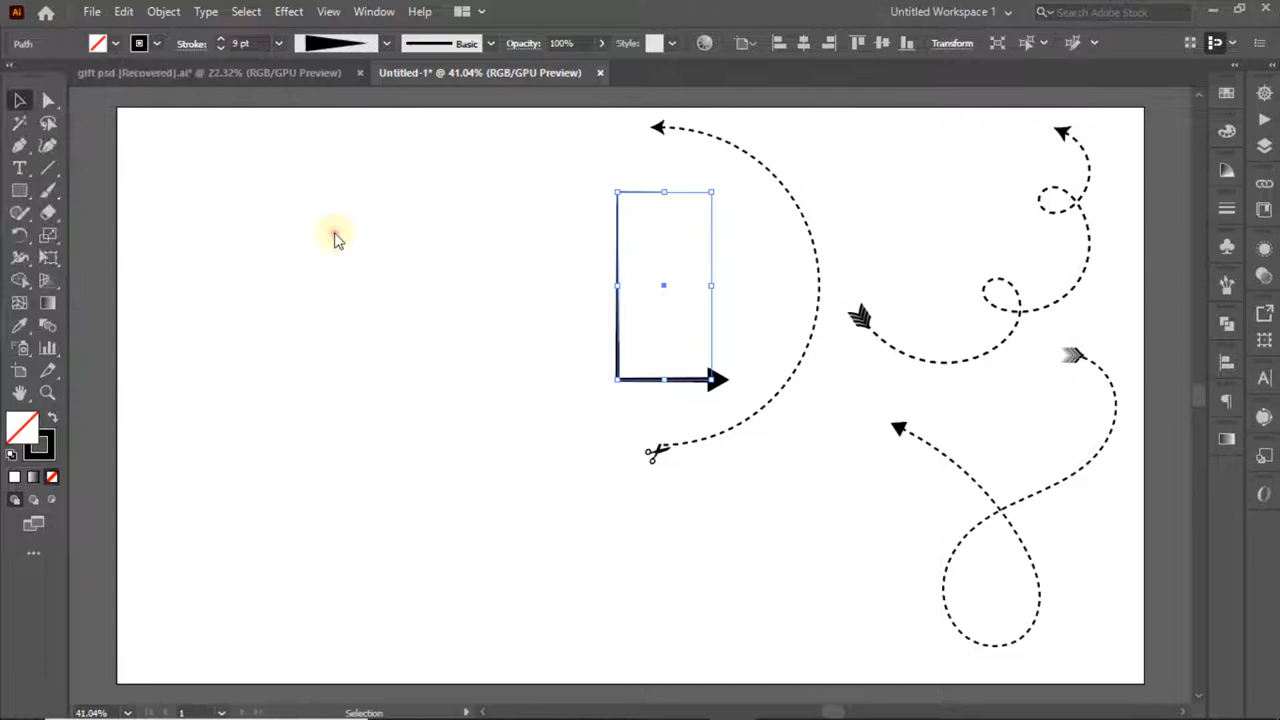 Ai File Edit Object Type Select Effect View Window Help Untitled Workspace 1 Search Adobe Stock
Path Stroke: 9 pt Basic Opacity: 100% Style: Transform
gift psd [Recovered].ai* @ 22.32% (RGB/GPU Preview) Untitled-1* @ 41.04% (RGB/GPU Preview)
41.04% 1 Selection